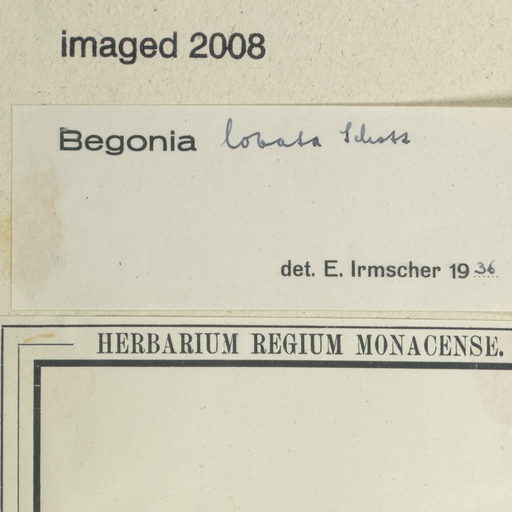 imaged 2008
Begonia lobata Schott
det. E. Irmscher 1936
HERBARIUM REGIUM MONACENSE.